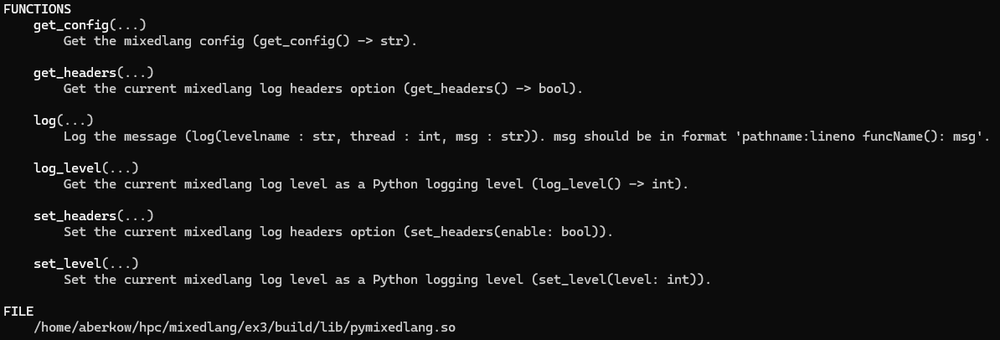 FUNCTIONS
    get_config(...)
        Get the mixedlang config (get_config() -> str).

    get_headers(...)
        Get the current mixedlang log headers option (get_headers() -> bool).

    log(...)
        Log the message (log(levelname : str, thread : int, msg : str)). msg should be in format 'pathname:lineno funcName(): msg'.

    log_level(...)
        Get the current mixedlang log level as a Python logging level (log_level() -> int).

    set_headers(...)
        Set the current mixedlang log headers option (set_headers(enable: bool)).

    set_level(...)
        Set the current mixedlang log level as a Python logging level (set_level(level: int)).

FILE
    /home/aberkow/hpc/mixedlang/ex3/build/lib/pymixedlang.so